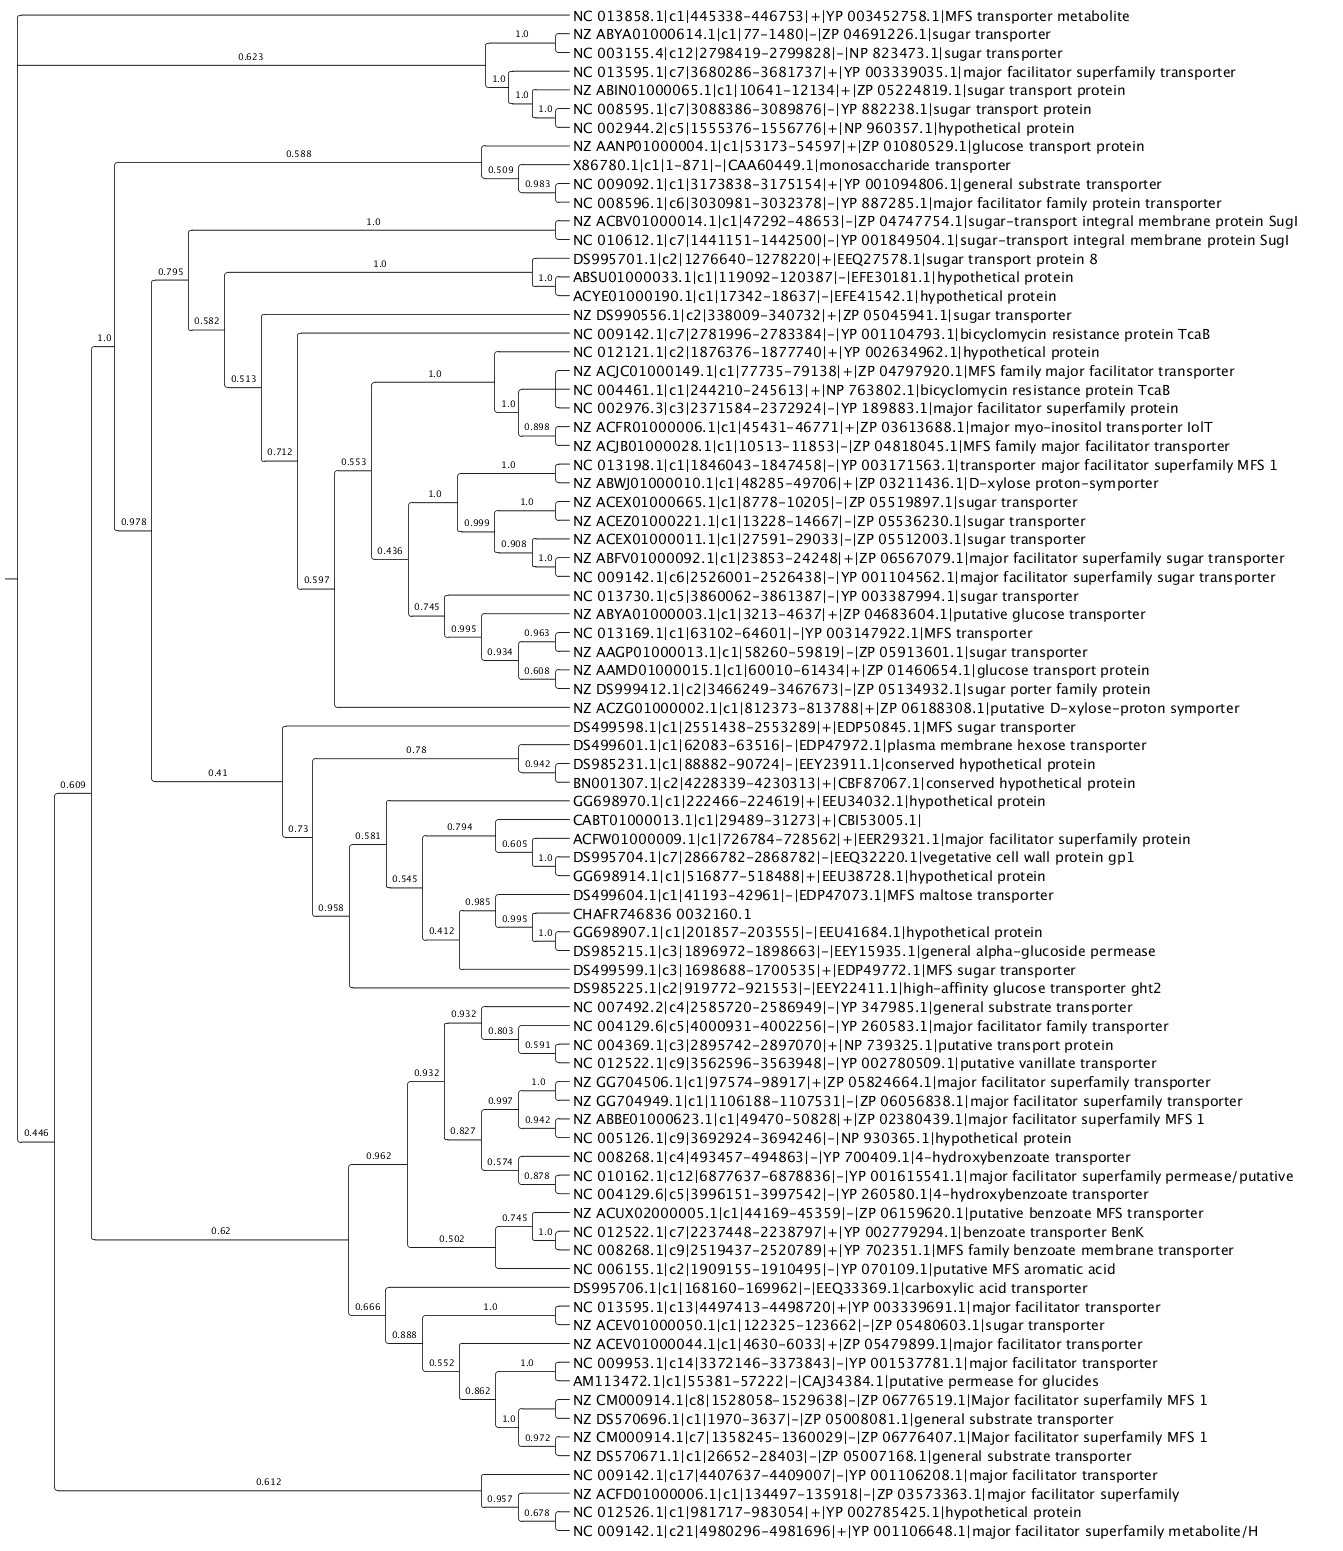 NC 013858.1|c1|445338-446753|+|YP 003452758.1|MFS transporter metabolite
1.0
NZ ABYA01000614.1|c1|77-1480|-|ZP 04691226.1|sugar transporter
NC 003155.4|c12|2798419-2799828|-|NP 823473.1|sugar transporter
0.623
NC 013595.1|c7|3680286-3681737|+|YP 003339035.1|major facilitator superfamily transporter
1.0
NZ ABIN01000065.1|c1|10641-12134|+|ZP 05224819.1|sugar transport protein
1.0
NC 008595.1|c7|3088386-3089876|-|YP 882238.1|sugar transport protein
1.0
NC 002944.2|c5|1555376-1556776|+|NP 960357.1|hypothetical protein
NZ AANP01000004.1|c1|53173-54597|+|ZP 01080529.1|glucose transport protein
0.588
X86780.1|c1|1-871|-|CAA60449.1|monosaccharide transporter
0.509
NC 009092.1|c1|3173838-3175154|+|YP 001094806.1|general substrate transporter
0.983
NC 008596.1|c6|3030981-3032378|-|YP 887285.1|major facilitator family protein transporter
1.0
NZ ACBV01000014.1|c1|47292-48653|-|ZP 04747754.1|sugar-transport integral membrane protein SugI
NC 010612.1|c7|1441151-1442500|-|YP 001849504.1|sugar-transport integral membrane protein SugI
DS995701.1|c2|1276640-1278220|+|EEQ27578.1|sugar transport protein 8
0.795
1.0
ABSU01000033.1|c1|119092-120387|-|EFE30181.1|hypothetical protein
1.0
ACYE01000190.1|c1|17342-18637|-|EFE41542.1|hypothetical protein
NZ DS990556.1|c2|338009-340732|+|ZP 05045941.1|sugar transporter
0.582
NC 009142.1|c7|2781996-2783384|-|YP 001104793.1|bicyclomycin resistance protein TcaB
1.0
NC 012121.1|c2|1876376-1877740|+|YP 002634962.1|hypothetical protein
NZ ACJC01000149.1|c1|77735-79138|+|ZP 04797920.1|MFS family major facilitator transporter
0.513
1.0
NC 004461.1|c1|244210-245613|+|NP 763802.1|bicyclomycin resistance protein TcaB
1.0
NC 002976.3|c3|2371584-2372924|-|YP 189883.1|major facilitator superfamily protein
NZ ACFR01000006.1|c1|45431-46771|+|ZP 03613688.1|major myo-inositol transporter IolT
0.898
NZ ACJB01000028.1|c1|10513-11853|-|ZP 04818045.1|MFS family major facilitator transporter
0.712
0.553
1.0
NC 013198.1|c1|1846043-1847458|-|YP 003171563.1|transporter major facilitator superfamily MFS 1
NZ ABWJ01000010.1|c1|48285-49706|+|ZP 03211436.1|D-xylose proton-symporter
1.0
1.0
NZ ACEX01000665.1|c1|8778-10205|-|ZP 05519897.1|sugar transporter
NZ ACEZ01000221.1|c1|13228-14667|-|ZP 05536230.1|sugar transporter
0.978
0.999
NZ ACEX01000011.1|c1|27591-29033|-|ZP 05512003.1|sugar transporter
0.436
0.908
NZ ABFV01000092.1|c1|23853-24248|+|ZP 06567079.1|major facilitator superfamily sugar transporter
1.0
NC 009142.1|c6|2526001-2526438|-|YP 001104562.1|major facilitator superfamily sugar transporter
0.597
NC 013730.1|c5|3860062-3861387|-|YP 003387994.1|sugar transporter
0.745
NZ ABYA01000003.1|c1|3213-4637|+|ZP 04683604.1|putative glucose transporter
0.995
0.963
NC 013169.1|c1|63102-64601|-|YP 003147922.1|MFS transporter
0.934
NZ AAGP01000013.1|c1|58260-59819|-|ZP 05913601.1|sugar transporter
0.608
NZ AAMD01000015.1|c1|60010-61434|+|ZP 01460654.1|glucose transport protein
NZ DS999412.1|c2|3466249-3467673|-|ZP 05134932.1|sugar porter family protein
NZ ACZG01000002.1|c1|812373-813788|+|ZP 06188308.1|putative D-xylose-proton symporter
DS499598.1|c1|2551438-2553289|+|EDP50845.1|MFS sugar transporter
0.78
DS499601.1|c1|62083-63516|-|EDP47972.1|plasma membrane hexose transporter
0.41
0.942
DS985231.1|c1|88882-90724|-|EEY23911.1|conserved hypothetical protein
0.609
BN001307.1|c2|4228339-4230313|+|CBF87067.1|conserved hypothetical protein
GG698970.1|c1|222466-224619|+|EEU34032.1|hypothetical protein
0.73
0.581
0.794
CABT01000013.1|c1|29489-31273|+|CBI53005.1|
0.605
ACFW01000009.1|c1|726784-728562|+|EER29321.1|major facilitator superfamily protein
1.0
DS995704.1|c7|2866782-2868782|-|EEQ32220.1|vegetative cell wall protein gp1
0.545
GG698914.1|c1|516877-518488|+|EEU38728.1|hypothetical protein
0.985
DS499604.1|c1|41193-42961|-|EDP47073.1|MFS maltose transporter
0.958
0.995
CHAFR746836 0032160.1
0.412
1.0
GG698907.1|c1|201857-203555|-|EEU41684.1|hypothetical protein
DS985215.1|c3|1896972-1898663|-|EEY15935.1|general alpha-glucoside permease
DS499599.1|c3|1698688-1700535|+|EDP49772.1|MFS sugar transporter
DS985225.1|c2|919772-921553|-|EEY22411.1|high-affinity glucose transporter ght2
0.932
NC 007492.2|c4|2585720-2586949|-|YP 347985.1|general substrate transporter
0.803
NC 004129.6|c5|4000931-4002256|-|YP 260583.1|major facilitator family transporter
0.591
NC 004369.1|c3|2895742-2897070|+|NP 739325.1|putative transport protein
NC 012522.1|c9|3562596-3563948|-|YP 002780509.1|putative vanillate transporter
0.932
1.0
NZ GG704506.1|c1|97574-98917|+|ZP 05824664.1|major facilitator superfamily transporter
0.997
NZ GG704949.1|c1|1106188-1107531|-|ZP 06056838.1|major facilitator superfamily transporter
0.942
NZ ABBE01000623.1|c1|49470-50828|+|ZP 02380439.1|major facilitator superfamily MFS 1
0.446
0.827
NC 005126.1|c9|3692924-3694246|-|NP 930365.1|hypothetical protein
0.962
0.574
NC 008268.1|c4|493457-494863|-|YP 700409.1|4-hydroxybenzoate transporter
0.878
NC 010162.1|c12|6877637-6878836|-|YP 001615541.1|major facilitator superfamily permease/putative
NC 004129.6|c5|3996151-3997542|-|YP 260580.1|4-hydroxybenzoate transporter
0.745
NZ ACUX02000005.1|c1|44169-45359|-|ZP 06159620.1|putative benzoate MFS transporter
0.62
0.502
1.0
NC 012522.1|c7|2237448-2238797|+|YP 002779294.1|benzoate transporter BenK
NC 008268.1|c9|2519437-2520789|+|YP 702351.1|MFS family benzoate membrane transporter
NC 006155.1|c2|1909155-1910495|-|YP 070109.1|putative MFS aromatic acid
DS995706.1|c1|168160-169962|-|EEQ33369.1|carboxylic acid transporter
0.666
1.0
NC 013595.1|c13|4497413-4498720|+|YP 003339691.1|major facilitator transporter
NZ ACEV01000050.1|c1|122325-123662|-|ZP 05480603.1|sugar transporter
0.888
NZ ACEV01000044.1|c1|4630-6033|+|ZP 05479899.1|major facilitator transporter
0.552
1.0
NC 009953.1|c14|3372146-3373843|-|YP 001537781.1|major facilitator transporter
AM113472.1|c1|55381-57222|-|CAJ34384.1|putative permease for glucides
0.862
NZ CM000914.1|c8|1528058-1529638|-|ZP 06776519.1|Major facilitator superfamily MFS 1
1.0
NZ DS570696.1|c1|1970-3637|-|ZP 05008081.1|general substrate transporter
0.972
NZ CM000914.1|c7|1358245-1360029|-|ZP 06776407.1|Major facilitator superfamily MFS 1
NZ DS570671.1|c1|26652-28403|-|ZP 05007168.1|general substrate transporter
0.612
NC 009142.1|c17|4407637-4409007|-|YP 001106208.1|major facilitator transporter
0.957
NZ ACFD01000006.1|c1|134497-135918|-|ZP 03573363.1|major facilitator superfamily
0.678
NC 012526.1|c1|981717-983054|+|YP 002785425.1|hypothetical protein
NC 009142.1|c21|4980296-4981696|+|YP 001106648.1|major facilitator superfamily metabolite/H